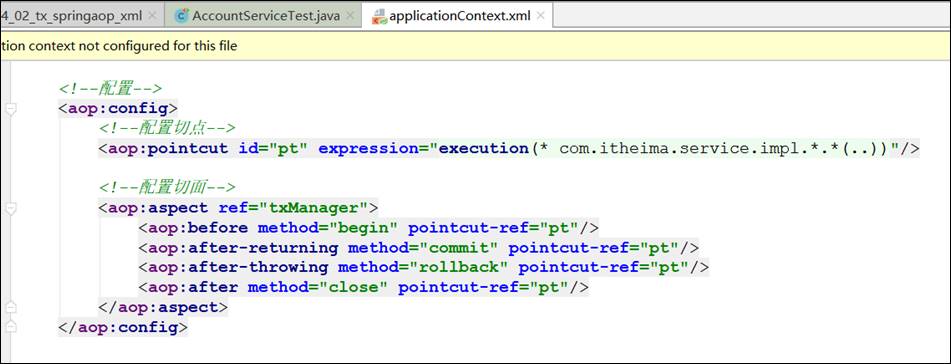 4_02_tx_springaop_xml × AccountServiceTest.java × applicationContext.xml ×
tion context not configured for this file
<!--配置-->
<aop:config>
<!--配置切点-->
<aop:pointcut id="pt" expression="execution(* com.itheima.service.impl.*.*(..))"/>
<!--配置切面-->
<aop:aspect ref="txManager">
<aop:before method="begin" pointcut-ref="pt"/>
<aop:after-returning method="commit" pointcut-ref="pt"/>
<aop:after-throwing method="rollback" pointcut-ref="pt"/>
<aop:after method="close" pointcut-ref="pt"/>
</aop:aspect>
</aop:config>